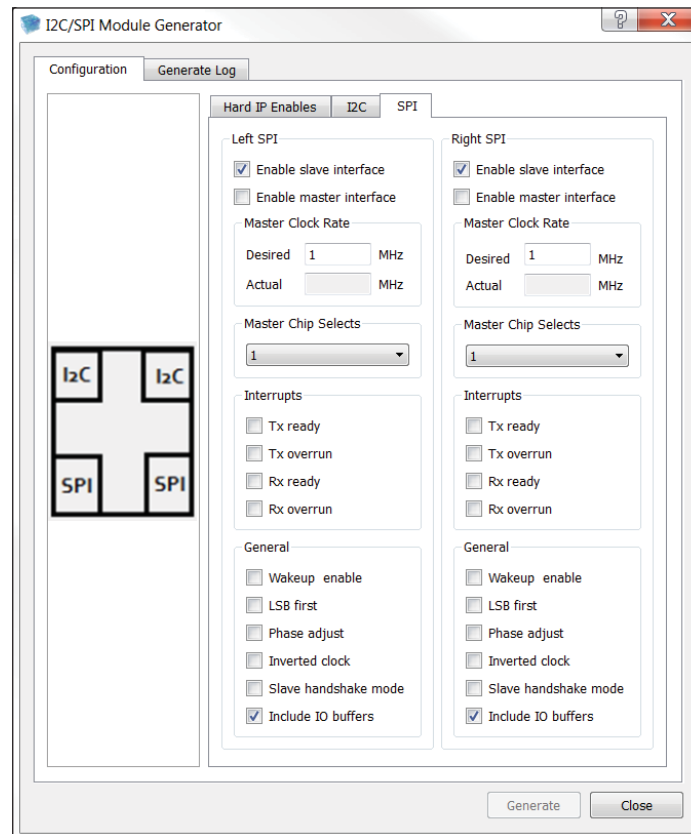 I2C/SPI Module Generator
Configuration
Generate Log
I2C
I2C
SPI
SPI
Hard IP Enables
I2C
SPI
Left SPI
Enable slave interface
Enable master interface
Master Clock Rate
Desired 1 MHz
Actual MHz
Master Chip Selects
1
Interrupts
Tx ready
Tx overrun
Rx ready
Rx overrun
General
Wakeup enable
LSB first
Phase adjust
Inverted clock
Slave handshake mode
Include IO buffers
Right SPI
Enable slave interface
Enable master interface
Master Clock Rate
Desired 1 MHz
Actual MHz
Master Chip Selects
1
Interrupts
Tx ready
Tx overrun
Rx ready
Rx overrun
General
Wakeup enable
LSB first
Phase adjust
Inverted clock
Slave handshake mode
Include IO buffers
Generate
Close